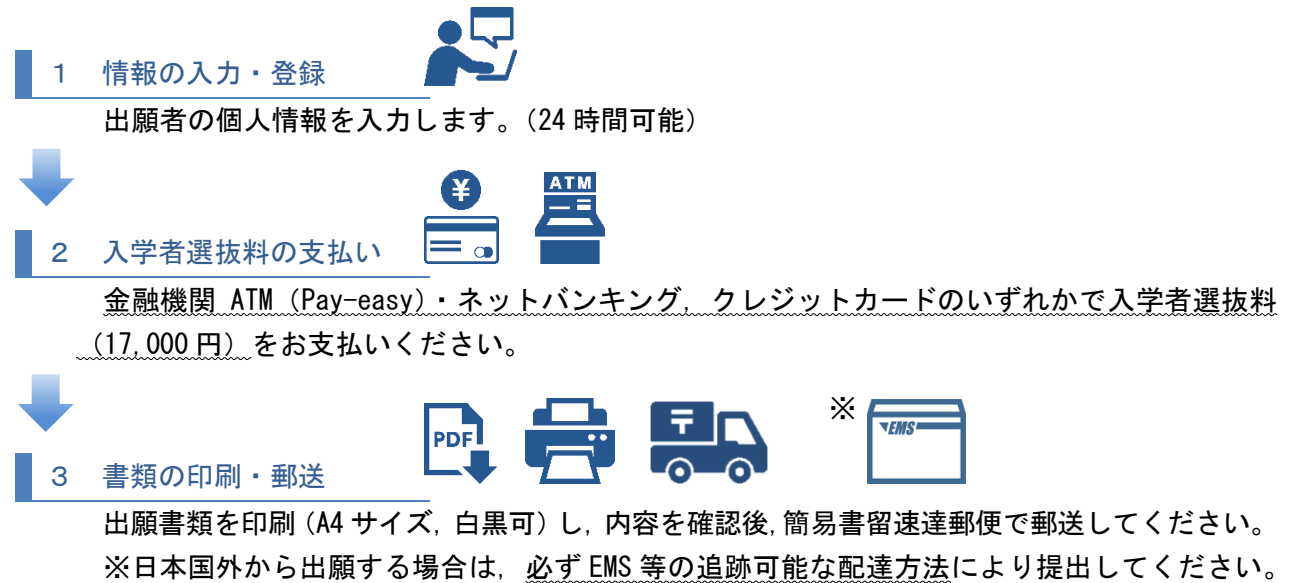 1 情報の入力・登録
出願者の個人情報を入力します。(24 時間可能)
¥
ATM
2 入学者選抜料の支払い
金融機関 ATM(Pay-easy)・ネットバンキング, クレジットカードのいずれかで入学者選抜料
(17,000 円)をお支払いください。
PDF
〒
※
EMS
3 書類の印刷・郵送
出願書類を印刷(A4 サイズ, 白黒可)し, 内容を確認後, 簡易書留速達郵便で郵送してください。
※日本国外から出願する場合は, 必ず EMS 等の追跡可能な配達方法により提出してください。